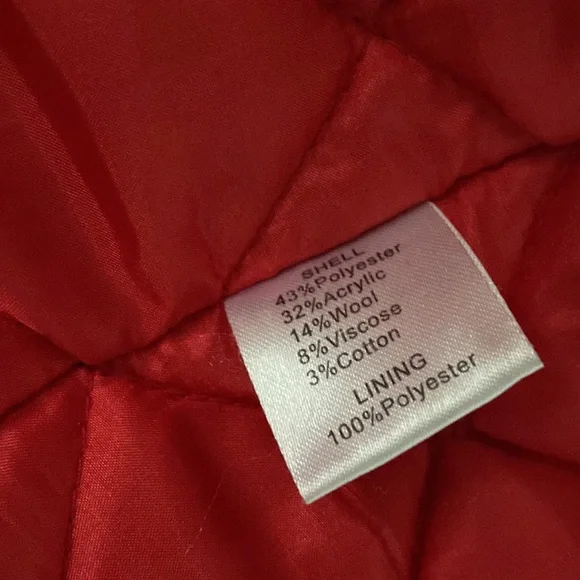 SHELL
43%Polyester
32%Acrylic
14%Wool
8%Viscose
3%Cotton
LINING
100%Polyester